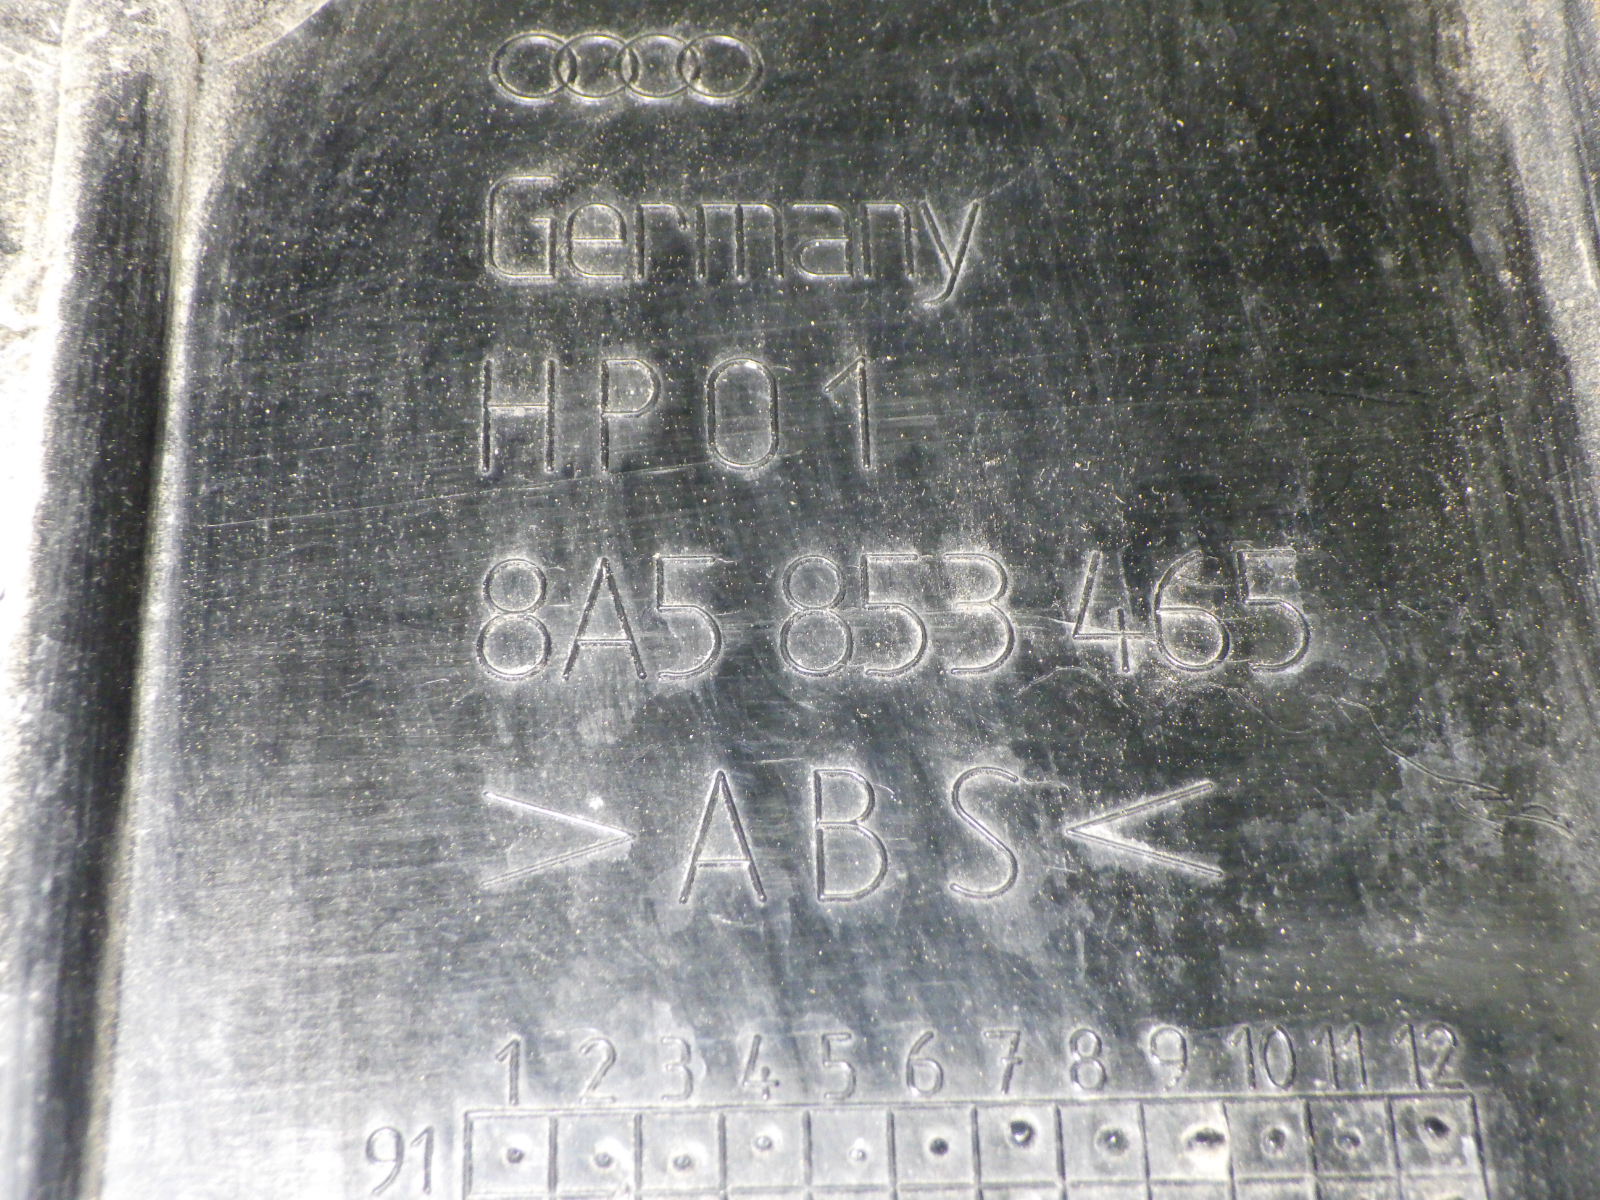 Germany
HP01
8A5 853 465
>ABS<
1 2 3 4 5 6 7 8 9 10 11 12
91